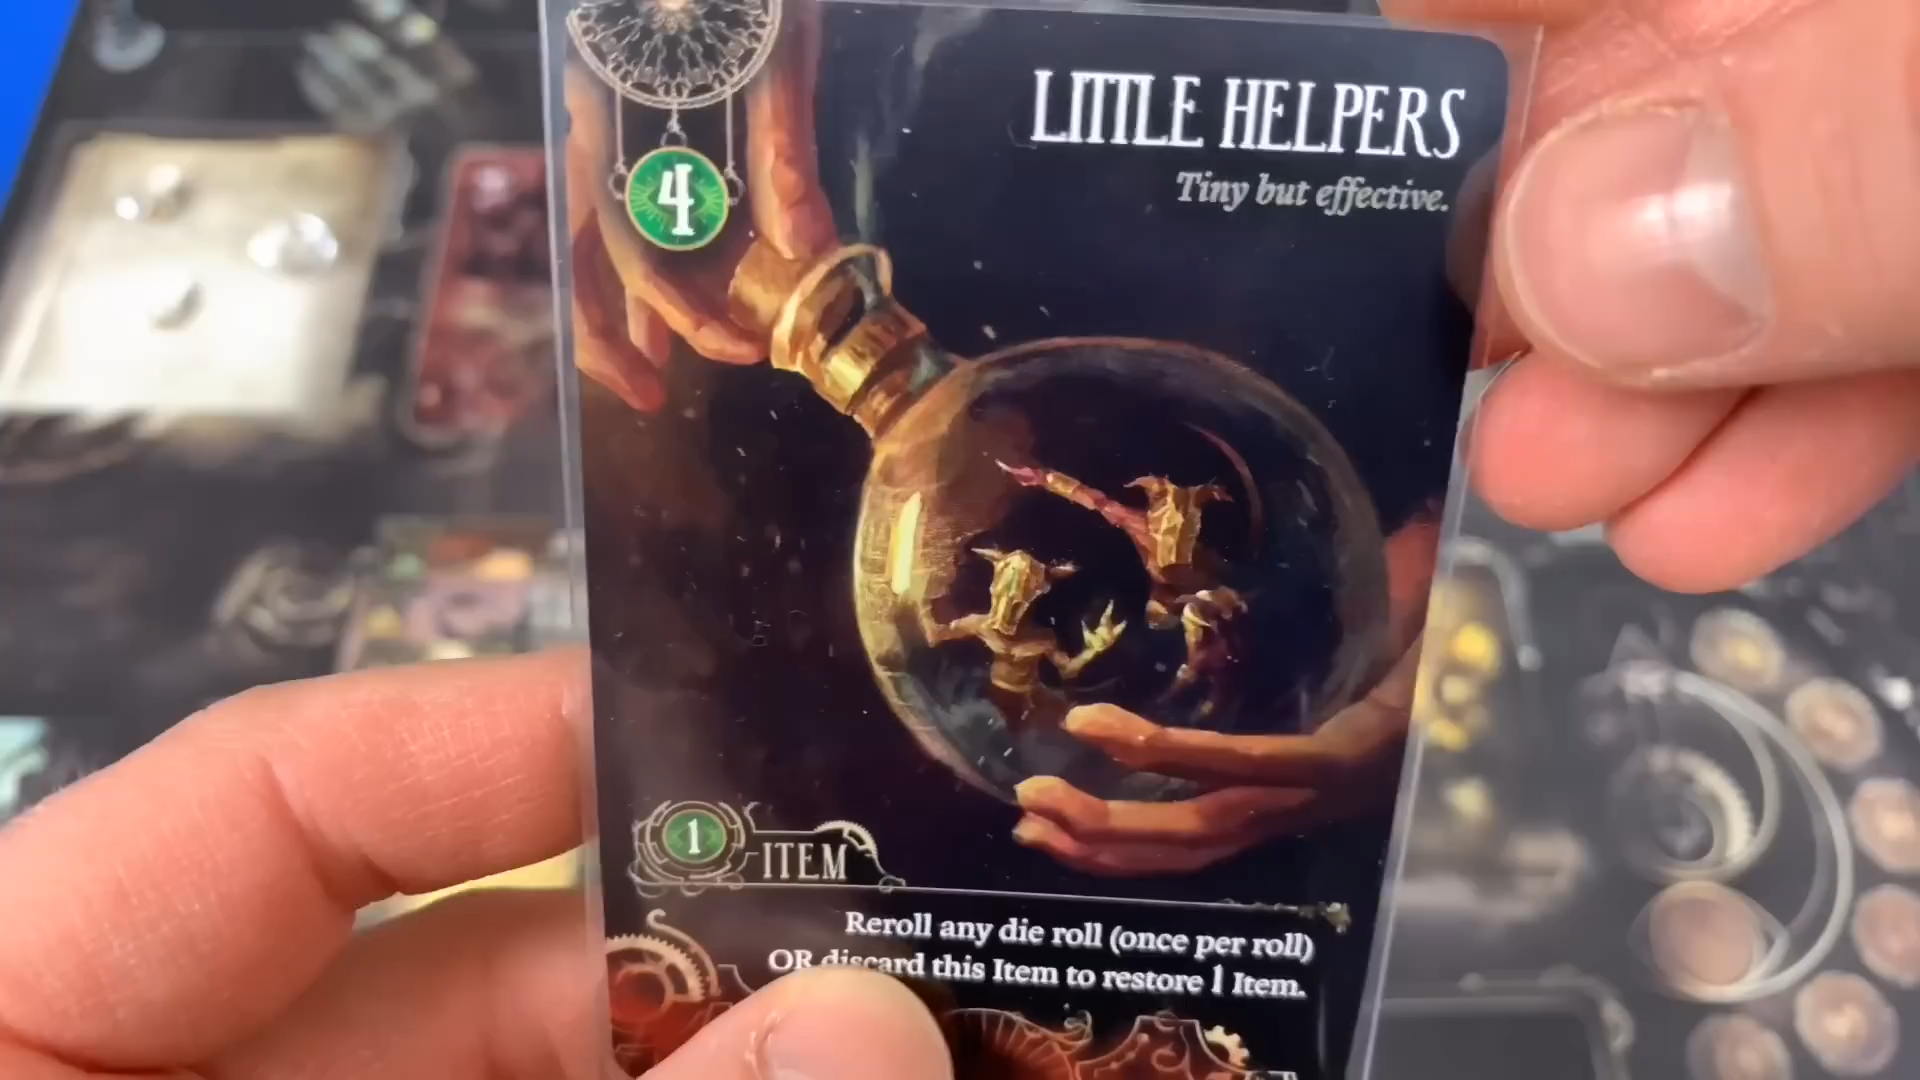 LITTLE HELPERS
Tiny but effective.
4
1
ITEM
Reroll any die roll (once per roll)
OR discard this Item to restore 1 Item.